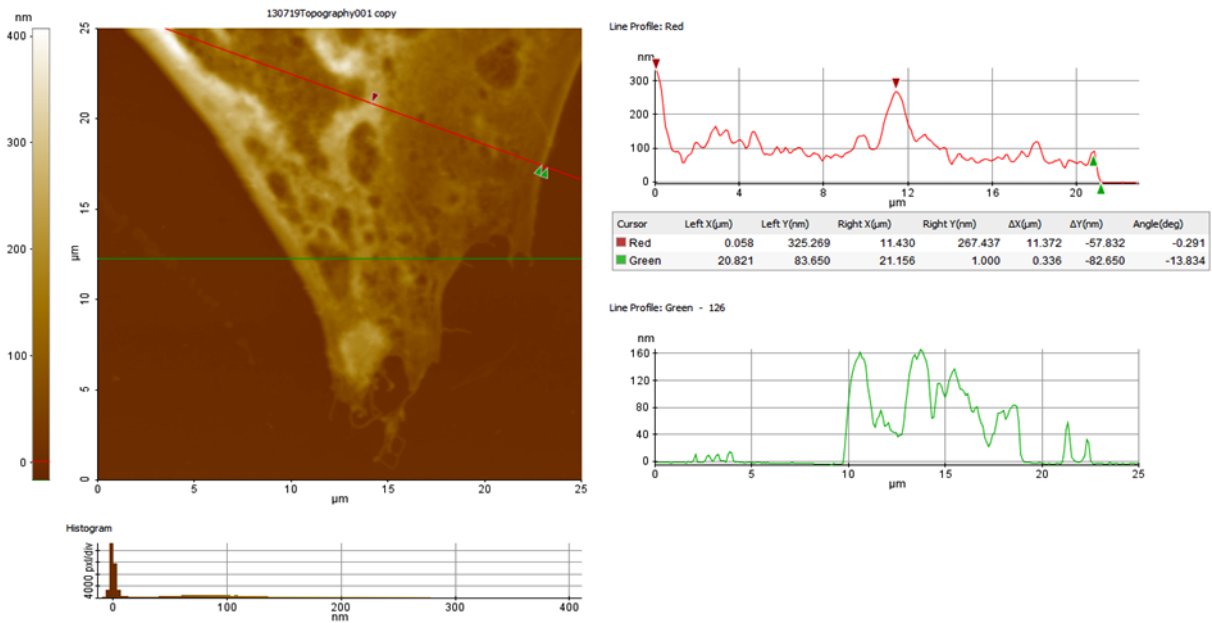 130719Topography001 copy
nm
400
300
200
100
0
25
20
15
10
5
0
µm
0 5 10 15 20 25
µm
Histogram
4000 pxl/div
0 100 200 300 400
nm
Line Profile: Red
nm
300
200
100
0
0 4 8 12 16 20
µm
Cursor Left X(µm) Left Y(nm) Right X(µm) Right Y(nm) ΔX(µm) ΔY(nm) Angle(deg)
Red 0.058 325.269 11.430 267.437 11.372 -57.832 -0.291
Green 20.821 83.650 21.156 1.000 0.336 -82.650 -13.834
Line Profile: Green - 126
nm
160
120
80
40
0
0 5 10 15 20 25
µm